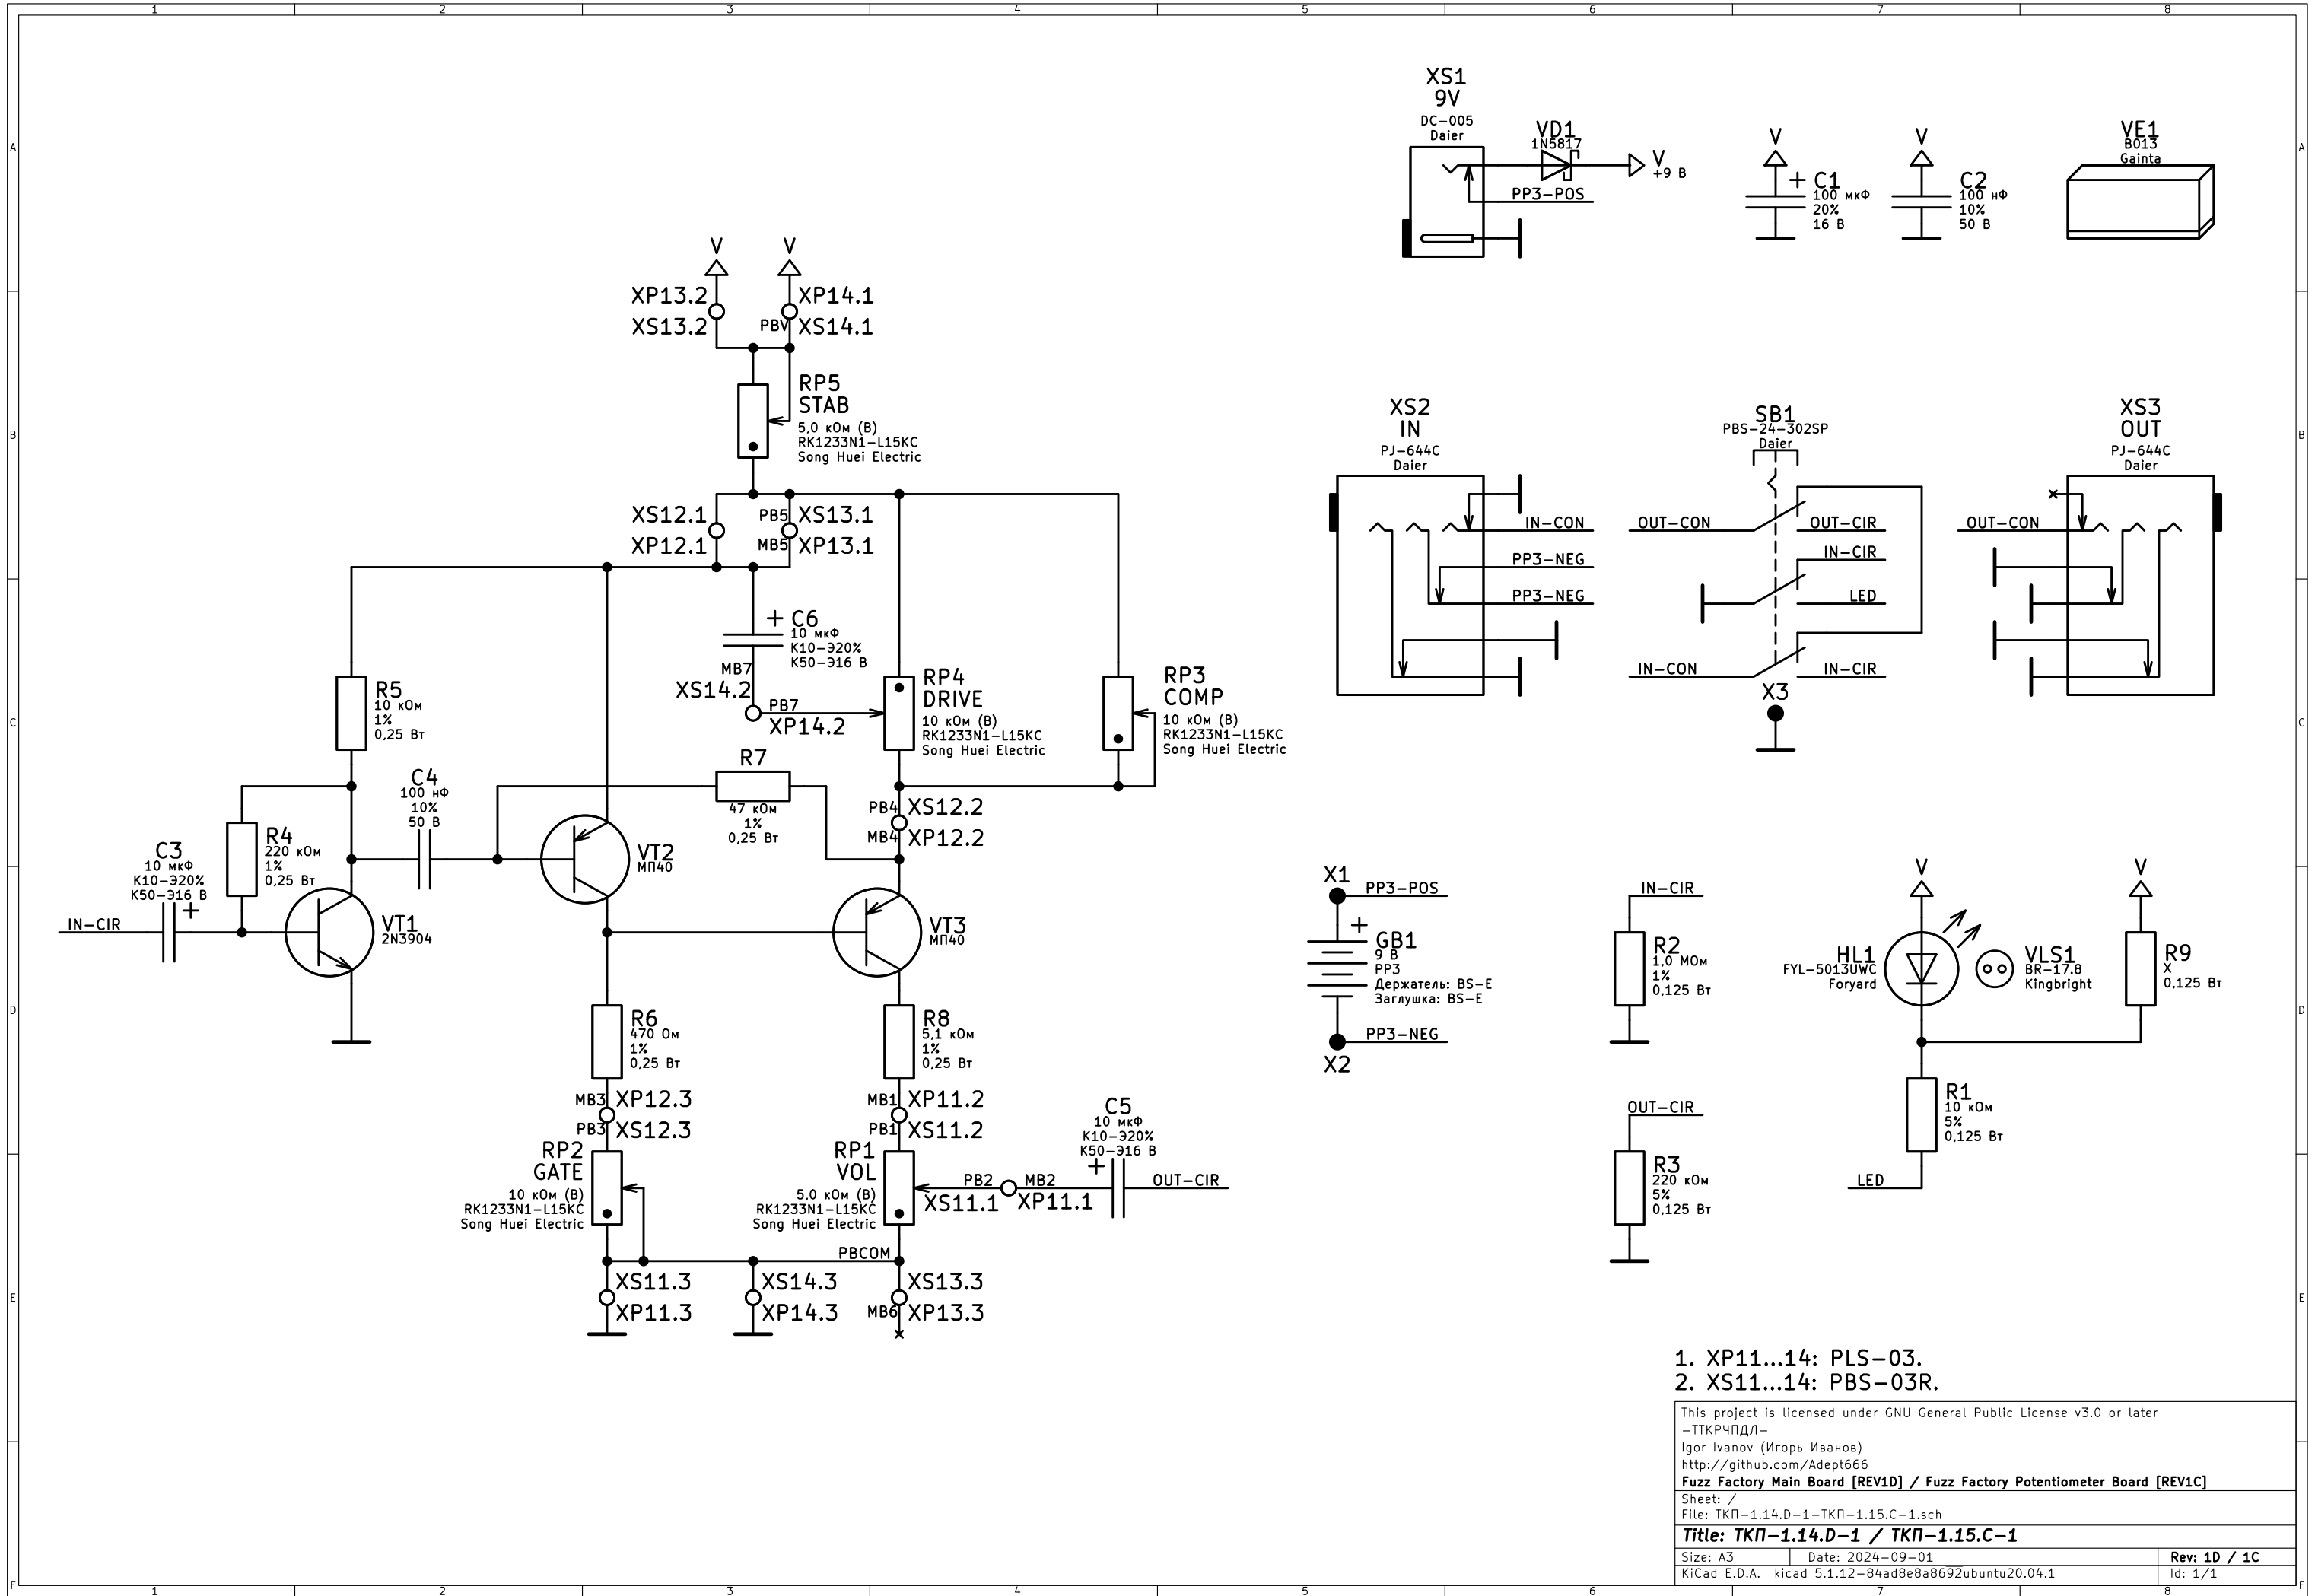 1 2 3 4 5 6 7 8
A A
B B
C C
D D
E E
F F
XS1
9V
DC-005
Daier
VD1
1N5817
V
+9 В
PP3-POS
V
+ C1
100 мкФ
20%
16 В
V
C2
100 нФ
10%
50 В
VE1
B013
Gainta
V V
XP13.2 XP14.1
XS13.2 PBV XS14.1
RP5
STAB
5,0 кОм (B)
RK1233N1-L15KC
Song Huei Electric
XS12.1 PB5 XS13.1
XP12.1 MB5 XP13.1
+ C6
10 мкФ
К10-Э20%
К50-Э16 В
MB7
XS14.2
PB7
XP14.2
RP4
DRIVE
10 кОм (B)
RK1233N1-L15KC
Song Huei Electric
RP3
COMP
10 кОм (B)
RK1233N1-L15KC
Song Huei Electric
R5
10 кОм
1%
0,25 Вт
R7
47 кОм
1%
0,25 Вт
C4
100 нФ
10%
50 В
R4
220 кОм
1%
0,25 Вт
C3
10 мкФ
К10-Э20%
К50-Э16 В
+
IN-CIR
VT1
2N3904
VT2
МП40
PB4 XS12.2
MB4 XP12.2
VT3
МП40
R6
470 Ом
1%
0,25 Вт
R8
5,1 кОм
1%
0,25 Вт
MB3 XP12.3
PB3 XS12.3
RP2
GATE
10 кОм (B)
RK1233N1-L15KC
Song Huei Electric
MB1 XP11.2
PB1 XS11.2
RP1
VOL
5,0 кОм (B)
RK1233N1-L15KC
Song Huei Electric
PB2 MB2
XS11.1 XP11.1
C5
10 мкФ
К10-Э20%
К50-Э16 В
+
OUT-CIR
PBCOM
XS11.3 XS14.3 XS13.3
XP11.3 XP14.3 MB6 XP13.3
XS2
IN
PJ-644C
Daier
IN-CON
PP3-NEG
PP3-NEG
SB1
PBS-24-302SP
Daier
OUT-CON OUT-CIR
IN-CIR
LED
IN-CON IN-CIR
X3
XS3
OUT
PJ-644C
Daier
OUT-CON
X1
PP3-POS
+
GB1
9 В
PP3
Держатель: BS-E
Заглушка: BS-E
PP3-NEG
X2
IN-CIR
R2
1,0 МОм
1%
0,125 Вт
OUT-CIR
R3
220 кОм
5%
0,125 Вт
V V
HL1
FYL-5013UWC
Foryard
VLS1
BR-17.8
Kingbright
R9
X
0,125 Вт
R1
10 кОм
5%
0,125 Вт
LED
1. XP11...14: PLS-03.
2. XS11...14: PBS-03R.
This project is licensed under GNU General Public License v3.0 or later
-ТТКРЧПДЛ-
Igor Ivanov (Игорь Иванов)
http://github.com/Adept666
Fuzz Factory Main Board [REV1D] / Fuzz Factory Potentiometer Board [REV1C]
Sheet: /
File: ТКП-1.14.D-1-ТКП-1.15.C-1.sch
Title: ТКП-1.14.D-1 / ТКП-1.15.C-1
Size: A3 Date: 2024-09-01 Rev: 1D / 1C
KiCad E.D.A. kicad 5.1.12-84ad8e8a8692ubuntu20.04.1 Id: 1/1
1 2 3 4 5 6 7 8